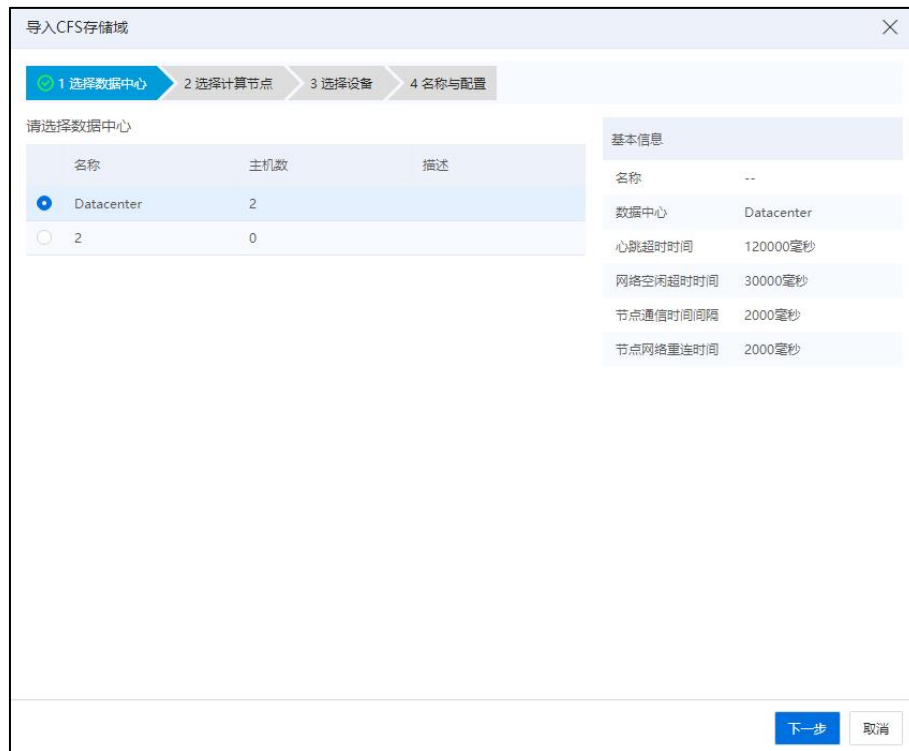 导入CFS存储域
1 选择数据中心 2 选择计算节点 3 选择设备 4 名称与配置
请选择数据中心
名称 主机数 描述
Datacenter 2
2 0
基本信息
名称 --
数据中心 Datacenter
心跳超时时间 120000毫秒
网络空闲超时时间 30000毫秒
节点通信时间间隔 2000毫秒
节点网络重连时间 2000毫秒
下一步 取消